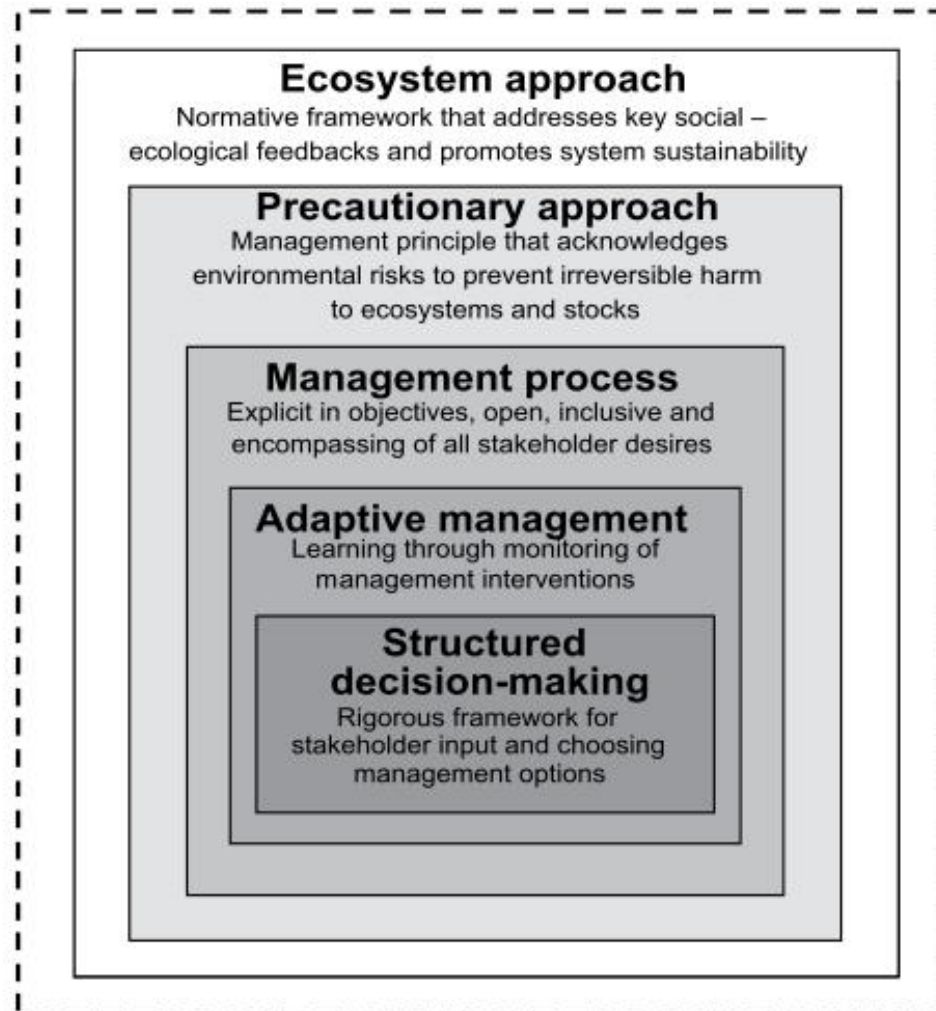 Ecosystem approach
Normative framework that addresses key social –
ecological feedbacks and promotes system sustainability
Precautionary approach
Management principle that acknowledges
environmental risks to prevent irreversible harm
to ecosystems and stocks
Management process
Explicit in objectives, open, inclusive and
encompassing of all stakeholder desires
Adaptive management
Learning through monitoring of
management interventions
Structured
decision-making
Rigorous framework for
stakeholder input and choosing
management options